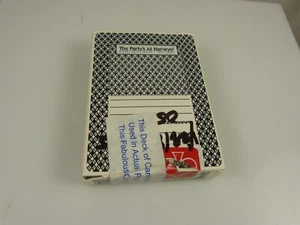 The Party's At Harveys!
This Deck of Car
Used in Actual P
This Fabulous